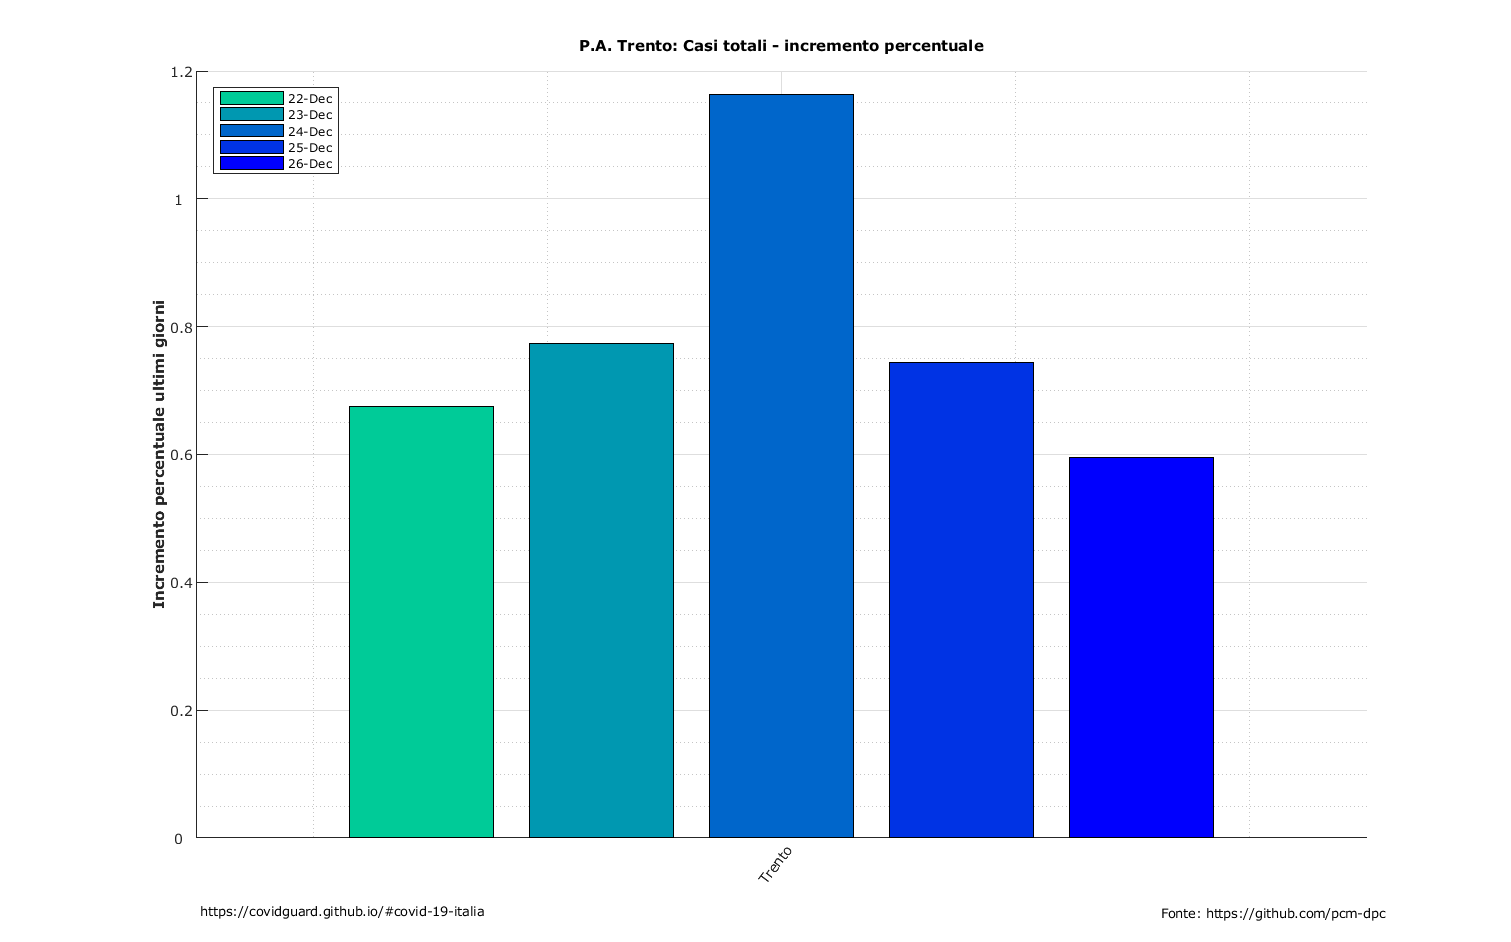 P.A. Trento: Casi totali - incremento percentuale
22-Dec
23-Dec
24-Dec
25-Dec
26-Dec
Incremento percentuale ultimi giorni
1.2
1
0.8
0.6
0.4
0.2
0
Trento
https://covidguard.github.io/#covid-19-italia
Fonte: https://github.com/pcm-dpc